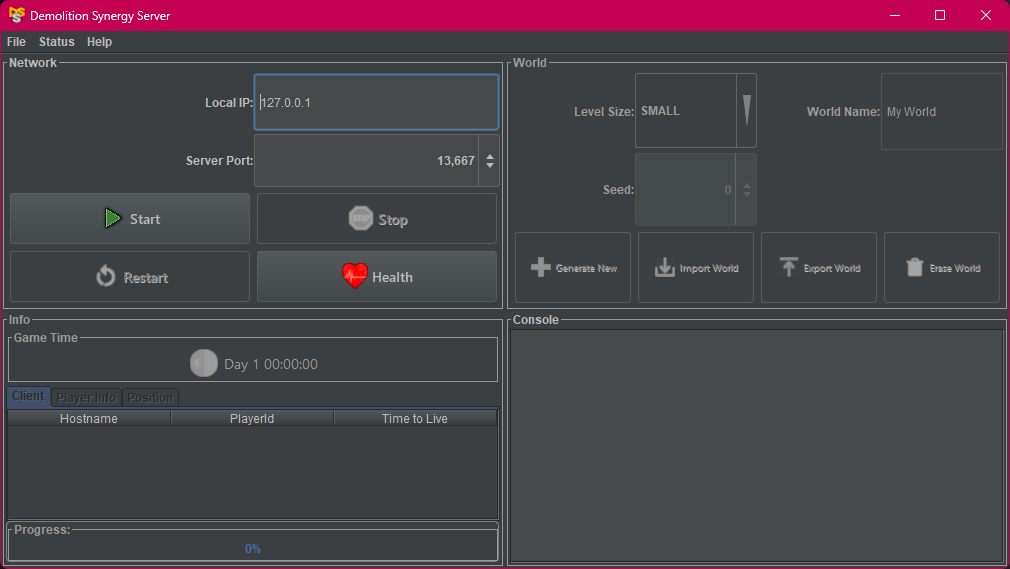 Demolition Synergy Server
File Status Help
Network
Local IP: 127.0.0.1
Server Port: 13,667
Start
STOP Stop
Restart
Health
World
Level Size: SMALL
World Name: My World
Seed: 0
Generate New
Import World
Export World
Erase World
Info
Game Time
Day 1 00:00:00
Client Player Info Position
Hostname PlayerId Time to Live
Progress:
0%
Console